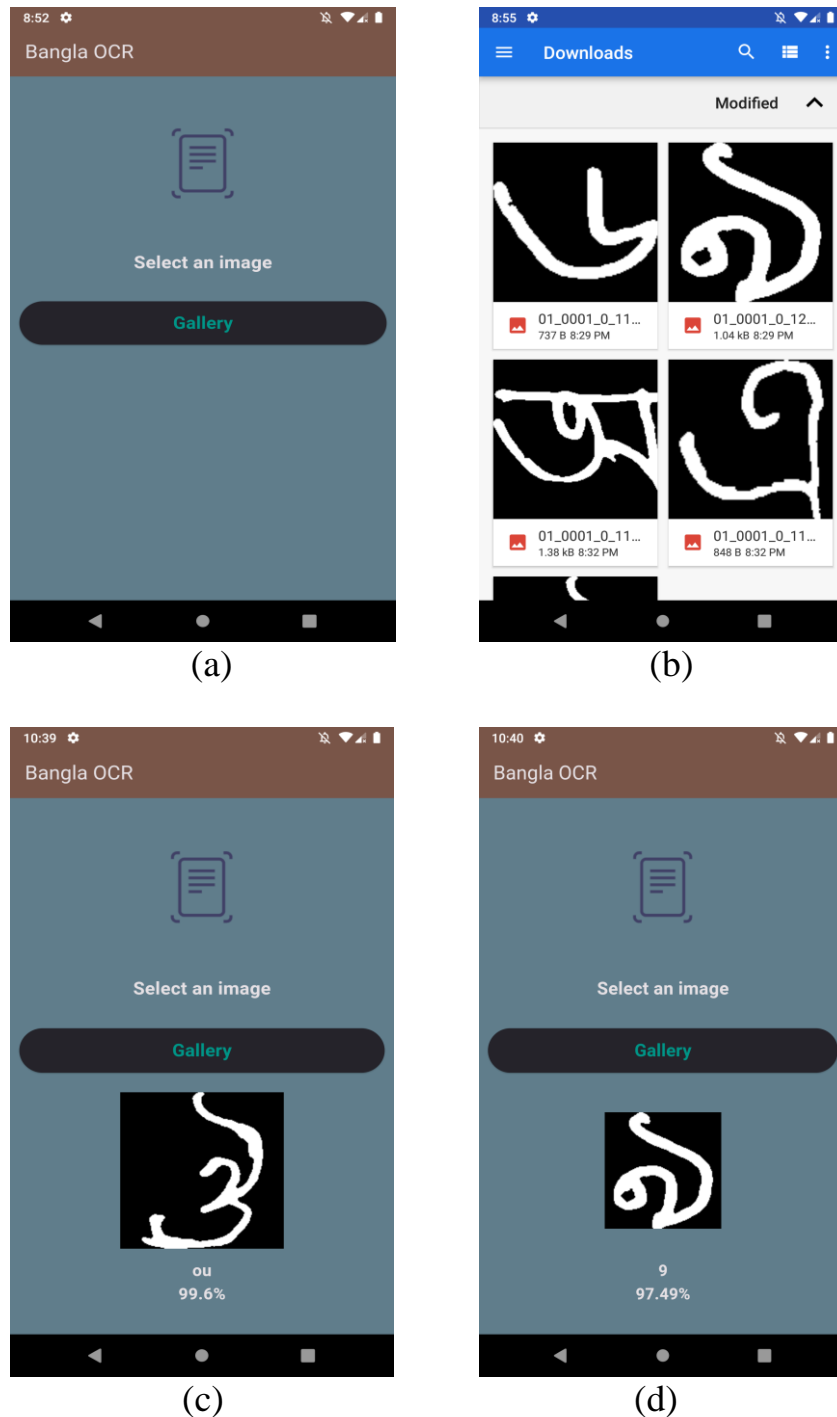 8:52
Bangla OCR
Select an image
Gallery
(a)
8:55
Downloads
Modified
৬
৯
01_0001_0_11...
737 B 8:29 PM
01_0001_0_12...
1.04 kB 8:29 PM
অ
এ
01_0001_0_11...
1.38 kB 8:32 PM
01_0001_0_11...
848 B 8:32 PM
(b)
10:39
Bangla OCR
Select an image
Gallery
ঔ
ou
99.6%
(c)
10:40
Bangla OCR
Select an image
Gallery
৯
9
97.49%
(d)